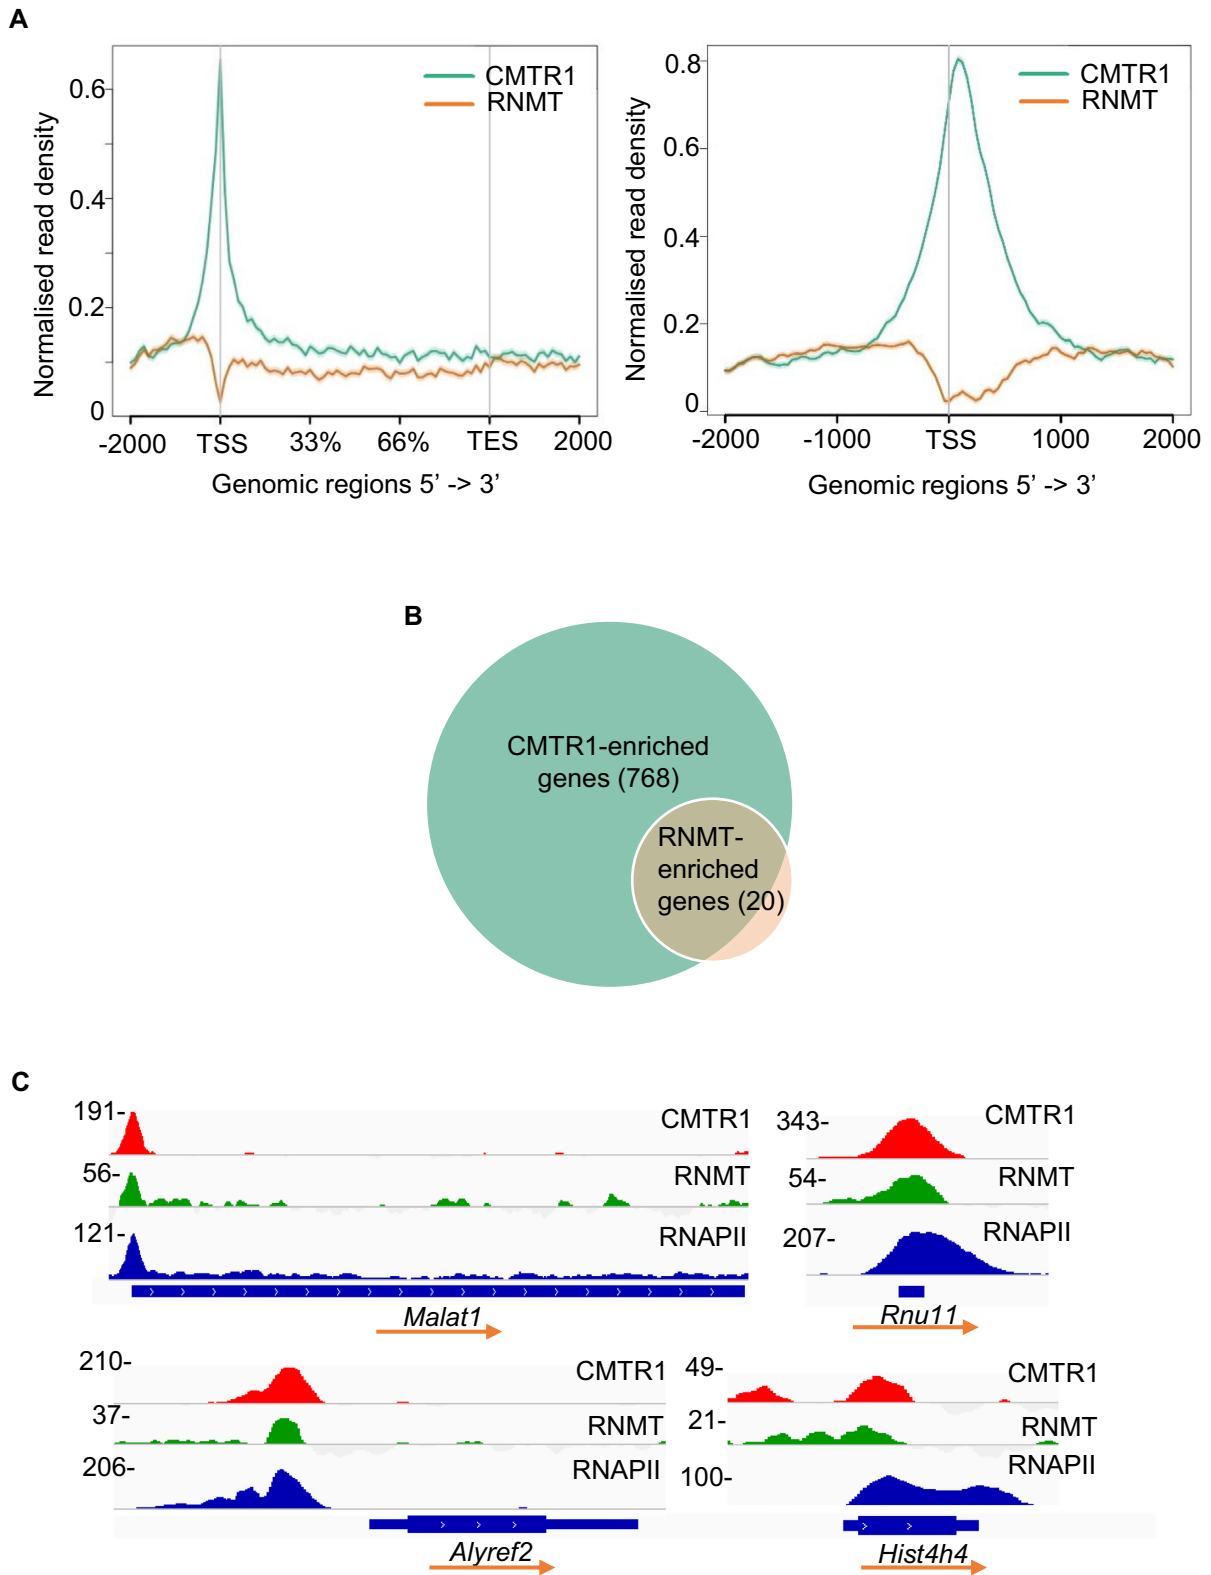 A
0.6
0.4
0.2
0
Normalised read density
CMTR1
RNMT
-2000 TSS 33% 66% TES 2000
Genomic regions 5’ -> 3’
0.8
0.6
0.4
0.2
0
Normalised read density
CMTR1
RNMT
-2000 -1000 TSS 1000 2000
Genomic regions 5’ -> 3’
B
CMTR1-enriched
genes (768)
RNMT-
enriched
genes (20)
C
191-
CMTR1
56-
RNMT
121-
RNAPII
Malat1
343-
CMTR1
54-
RNMT
207-
RNAPII
Rnu11
210-
CMTR1
37-
RNMT
206-
RNAPII
Alyref2
49-
CMTR1
21-
RNMT
100-
RNAPII
Hist4h4